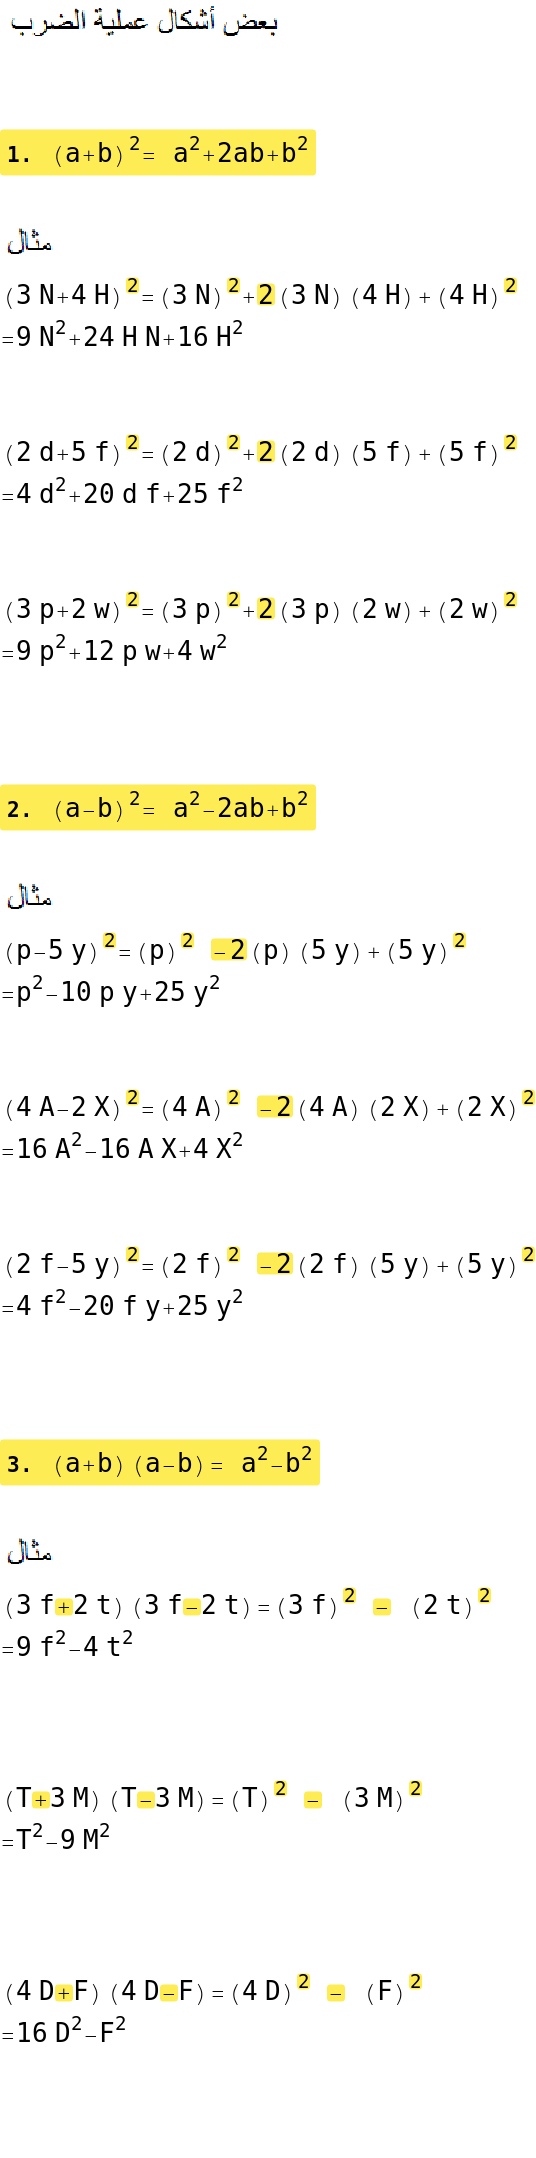 بعض أشكال عملية الضرب
1. (a+b)²= a²+2ab+b²
مثال
(3 N+4 H)²=(3 N)²+2(3 N) (4 H)+(4 H)²
=9 N²+24 H N+16 H²
(2 d+5 f)²=(2 d)²+2(2 d) (5 f)+(5 f)²
=4 d²+20 d f+25 f²
(3 p+2 w)²=(3 p)²+2(3 p) (2 w)+(2 w)²
=9 p²+12 p w+4 w²
2. (a-b)²= a²-2ab+b²
مثال
(p-5 y)²=(p)² -2(p) (5 y)+(5 y)²
=p²-10 p y+25 y²
(4 A-2 X)²=(4 A)² -2(4 A) (2 X)+(2 X)²
=16 A²-16 A X+4 X²
(2 f-5 y)²=(2 f)² -2(2 f) (5 y)+(5 y)²
=4 f²-20 f y+25 y²
3. (a+b)(a-b)= a²-b²
مثال
(3 f+2 t) (3 f-2 t)=(3 f)² - (2 t)²
=9 f²-4 t²
(T+3 M) (T-3 M)=(T)² - (3 M)²
=T²-9 M²
(4 D+F) (4 D-F)=(4 D)² - (F)²
=16 D²-F²